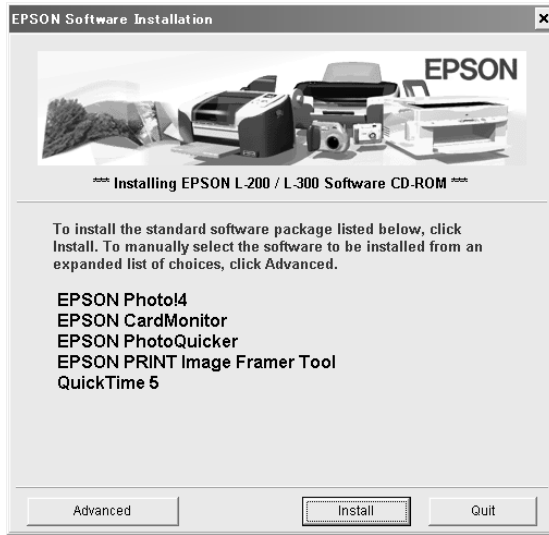 EPSON Software Installation
EPSON
*** Installing EPSON L-200 / L-300 Software CD-ROM ***
To install the standard software package listed below, click
Install. To manually select the software to be installed from an
expanded list of choices, click Advanced.
EPSON Photo!4
EPSON CardMonitor
EPSON PhotoQuicker
EPSON PRINT Image Framer Tool
QuickTime 5
Advanced
Install
Quit